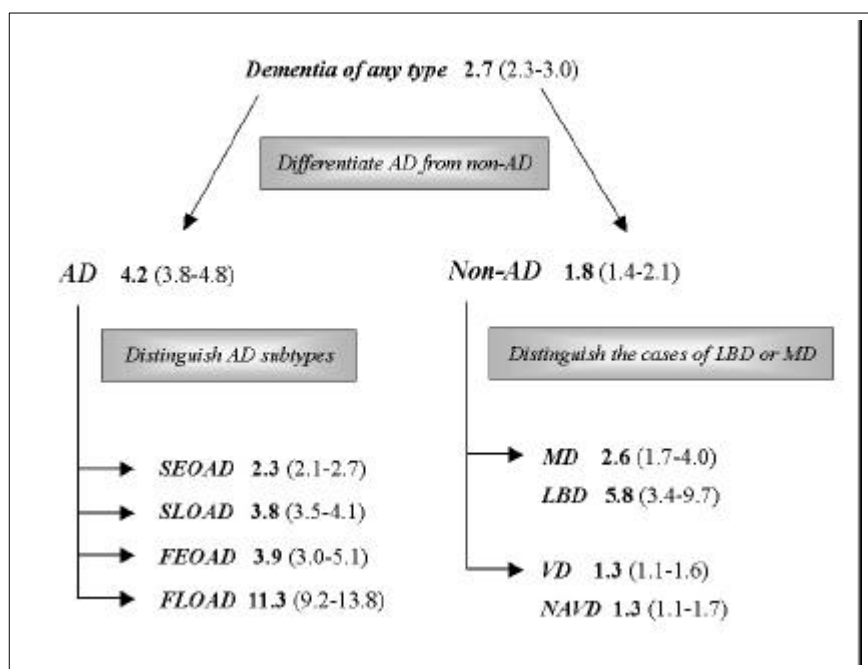 Dementia of any type 2.7 (2.3-3.0)
Differentiate AD from non-AD
AD 4.2 (3.8-4.8)
Non-AD 1.8 (1.4-2.1)
Distinguish AD subtypes
Distinguish the cases of LBD or MD
SEOAD 2.3 (2.1-2.7)
SLOAD 3.8 (3.5-4.1)
FEOAD 3.9 (3.0-5.1)
FLOAD 11.3 (9.2-13.8)
MD 2.6 (1.7-4.0)
LBD 5.8 (3.4-9.7)
VD 1.3 (1.1-1.6)
NAVD 1.3 (1.1-1.7)